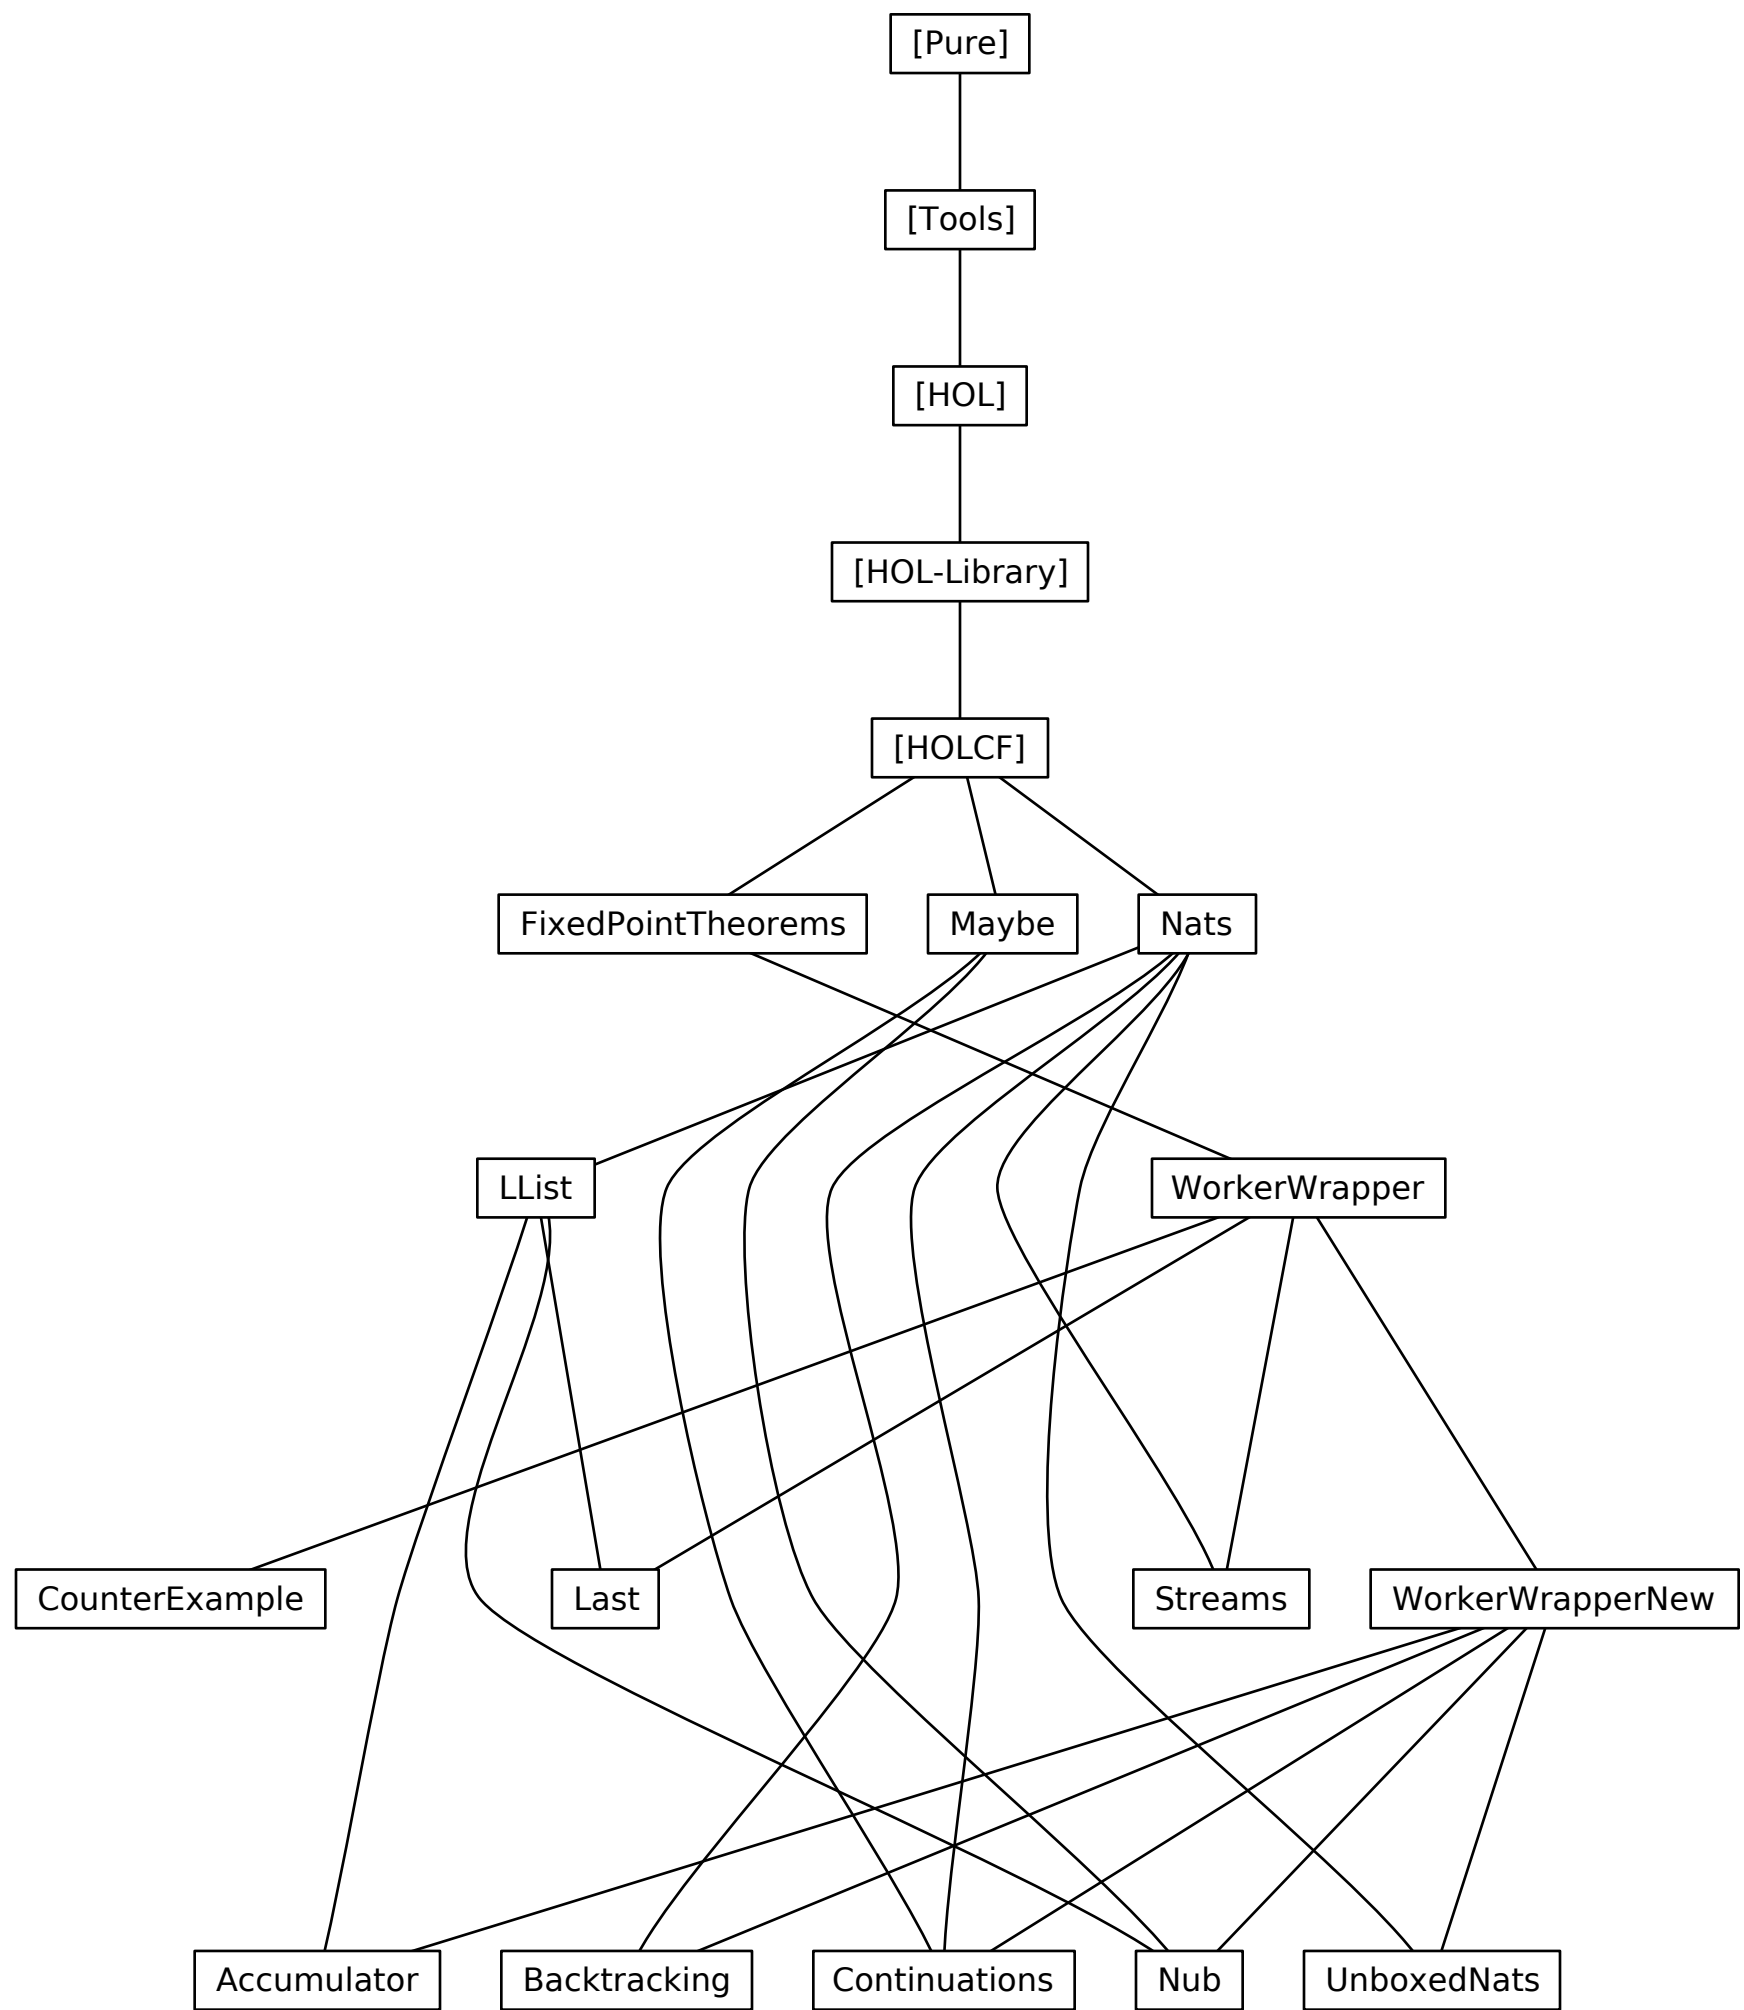 [Pure]
[Tools]
[HOL]
[HOL-Library]
[HOLCF]
FixedPointTheorems
Maybe
Nats
LList
WorkerWrapper
CounterExample
Last
Streams
WorkerWrapperNew
Accumulator
Backtracking
Continuations
Nub
UnboxedNats